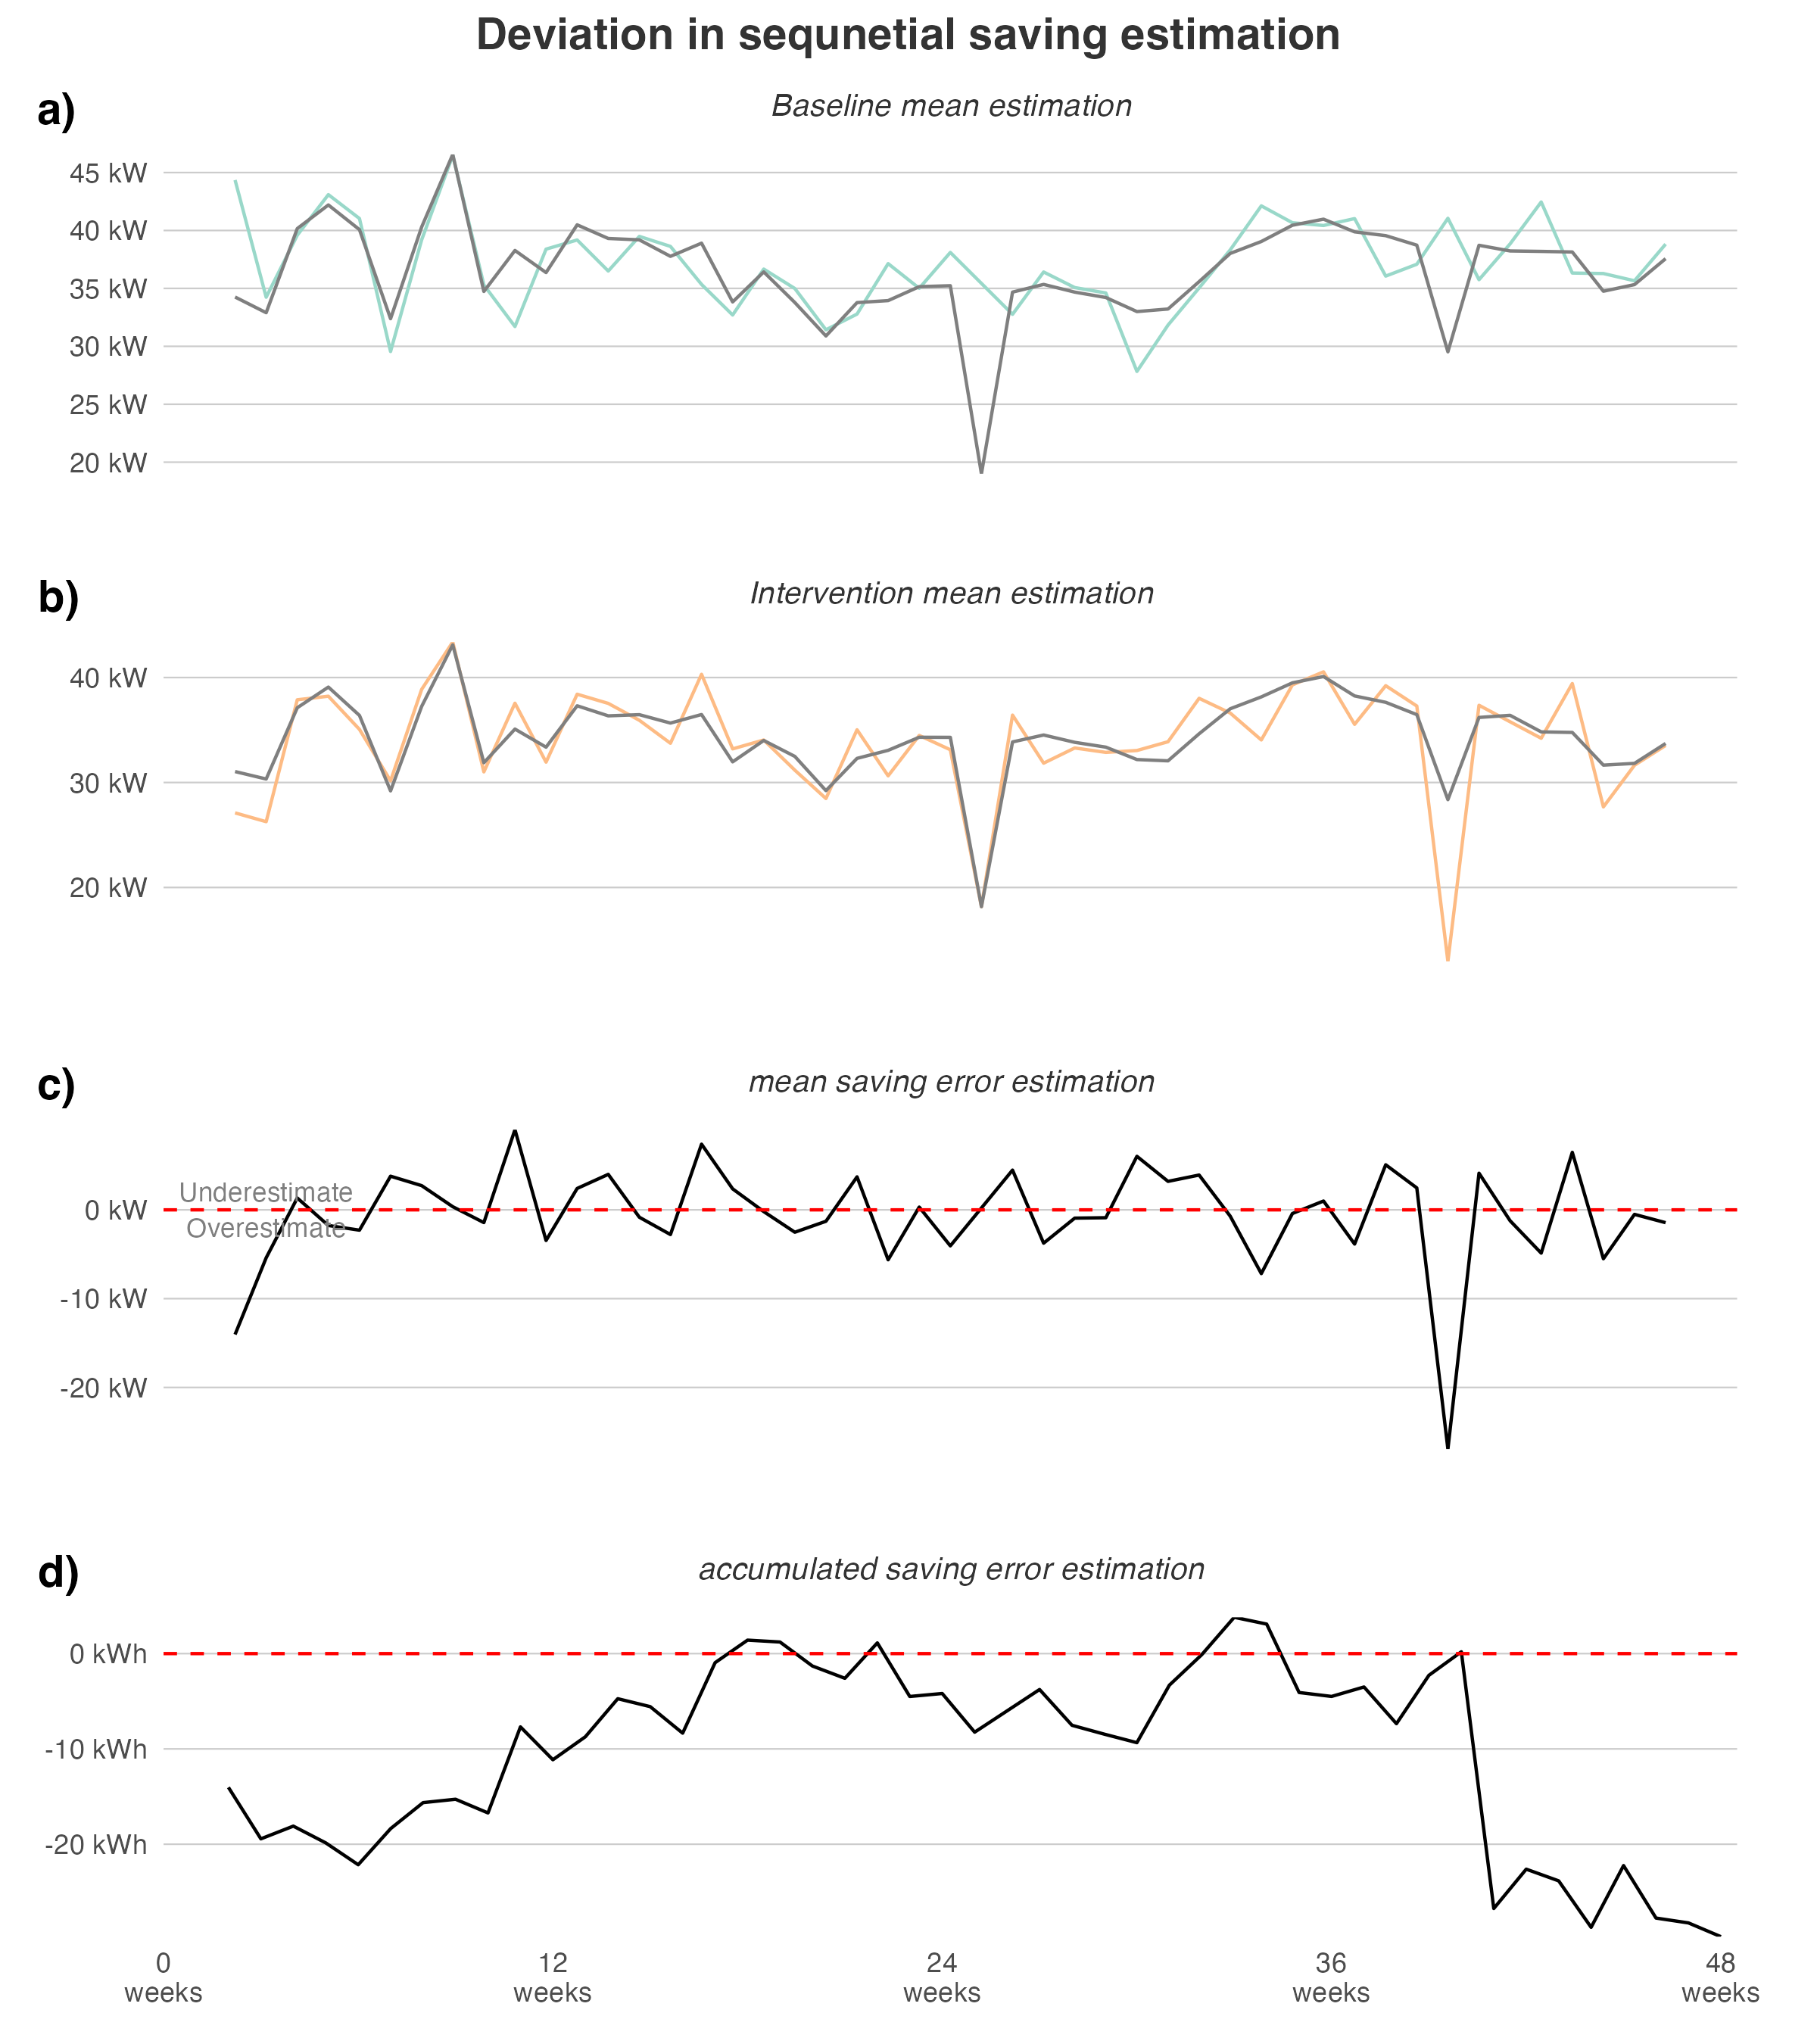 Deviation in sequnetial saving estimation
a)
Baseline mean estimation
45 kW
40 kW
35 kW
30 kW
25 kW
20 kW
b)
Intervention mean estimation
40 kW
30 kW
20 kW
c)
mean saving error estimation
Underestimate
0 kW
Overestimate
-10 kW
-20 kW
d)
accumulated saving error estimation
0 kWh
-10 kWh
-20 kWh
0 12 24 36 48
weeks weeks weeks weeks weeks